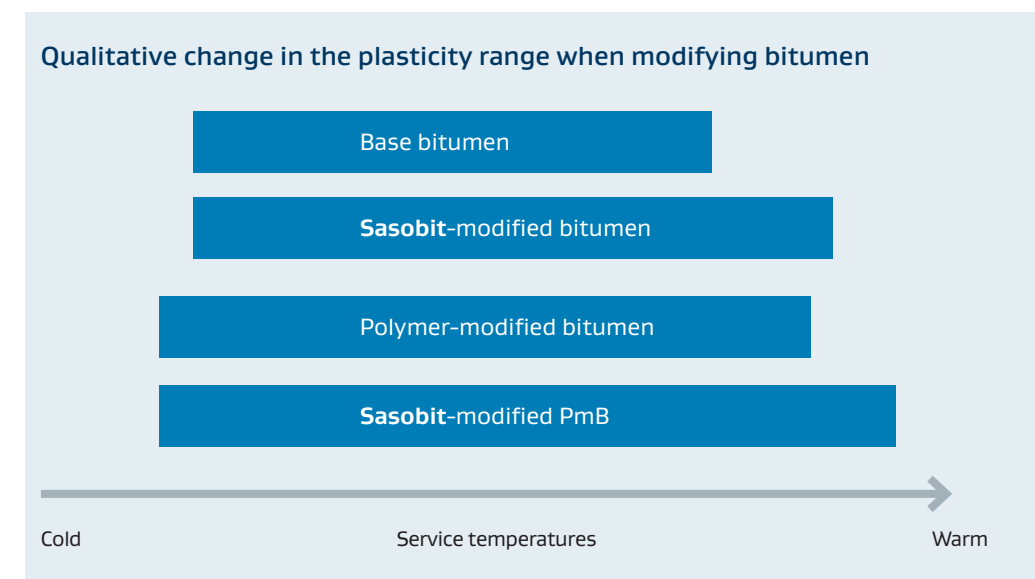 Qualitative change in the plasticity range when modifying bitumen
Base bitumen
Sasobit-modified bitumen
Polymer-modified bitumen
Sasobit-modified PmB
Cold Service temperatures Warm